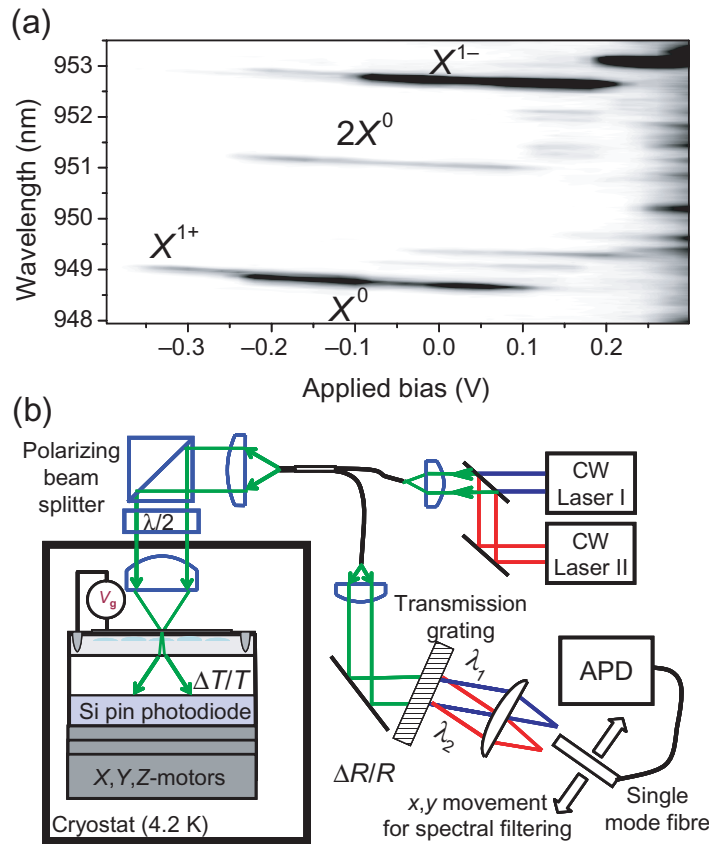 (a)
953
952
951
950
949
948
Wavelength (nm)
X¹⁻
2X⁰
X¹⁺
X⁰
–0.3
–0.2
–0.1
0.0
0.1
0.2
Applied bias (V)
(b)
Polarizing
beam
splitter
λ/2
CW
Laser I
CW
Laser II
V_g
Transmission
grating
λ₁
λ₂
APD
ΔT/T
Si pin photodiode
X,Y,Z-motors
ΔR/R
x,y movement
for spectral filtering
Single
mode fibre
Cryostat (4.2 K)